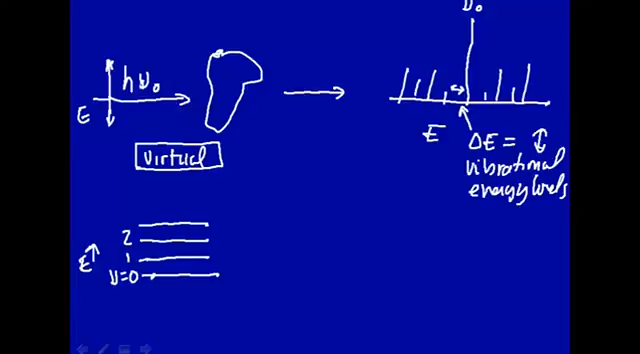 ν₀
hν₀
E
E
ΔE = ↕
vibrational
energy levels
virtual
E ↑
2
1
ν=0